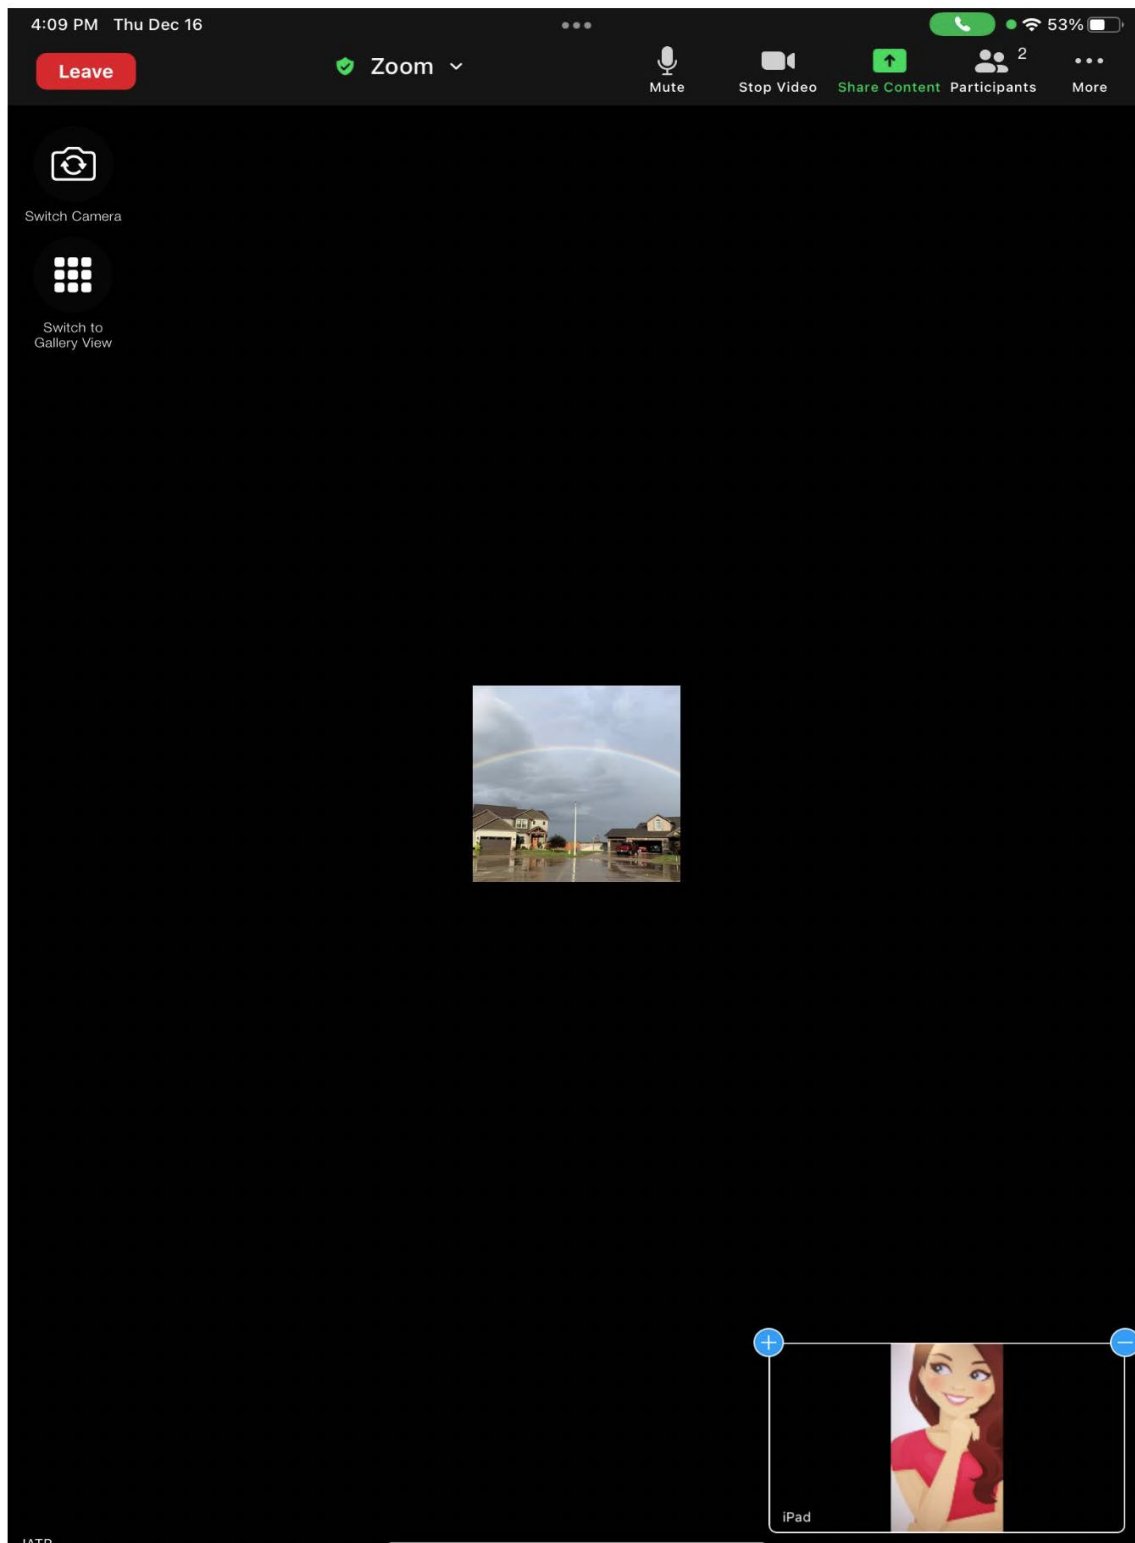 4:09 PM Thu Dec 16
53%
Leave
Zoom
2
Mute
Stop Video
Share Content
Participants
More
Switch Camera
Switch to
Gallery View
iPad